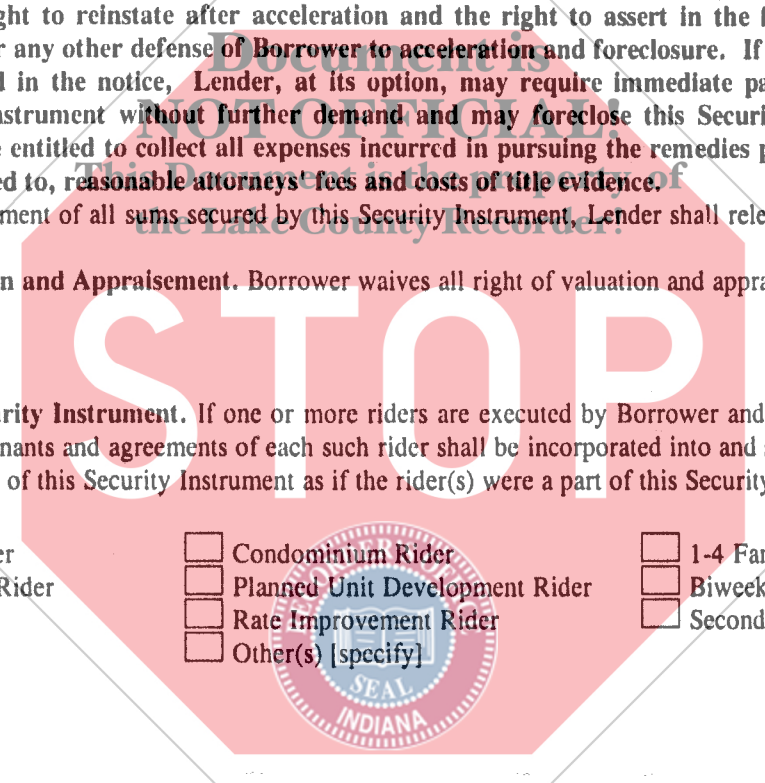 ght to reinstate after acceleration and the right to assert in the f
r any other defense of Borrower to acceleration and foreclosure. If
Document is
l in the notice, Lender, at its option, may require immediate pa
nstrument without further demand and may foreclose this Securi
NOT OFFICIAL!
e entitled to collect all expenses incurred in pursuing the remedies p
This Document is the property of
ed to, reasonable attorneys' fees and costs of title evidence.
ment of all sums secured by this Security Instrument, Lender shall rele
the Lake County Recorder!
n and Appraisement. Borrower waives all right of valuation and appra
STOP
rity Instrument. If one or more riders are executed by Borrower and
nants and agreements of each such rider shall be incorporated into and
of this Security Instrument as if the rider(s) were a part of this Security
er Condominium Rider 1-4 Fam
Rider Planned Unit Development Rider Biweek
Rate Improvement Rider Second
Other(s) [specify]
RECORDER'S OFFICE
SEAL
INDIANA